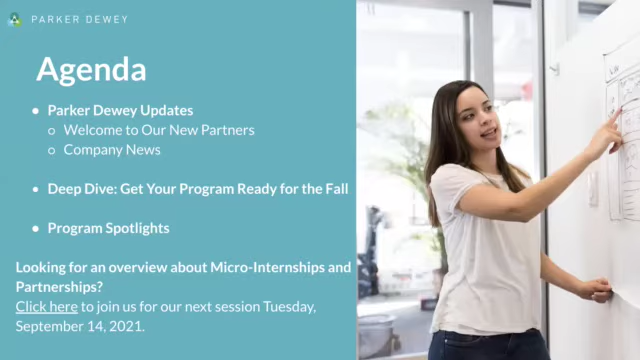 PARKER DEWEY
Agenda
● Parker Dewey Updates
○ Welcome to Our New Partners
○ Company News
● Deep Dive: Get Your Program Ready for the Fall
● Program Spotlights
Looking for an overview about Micro-Internships and
Partnerships?
Click here to join us for our next session Tuesday,
September 14, 2021.